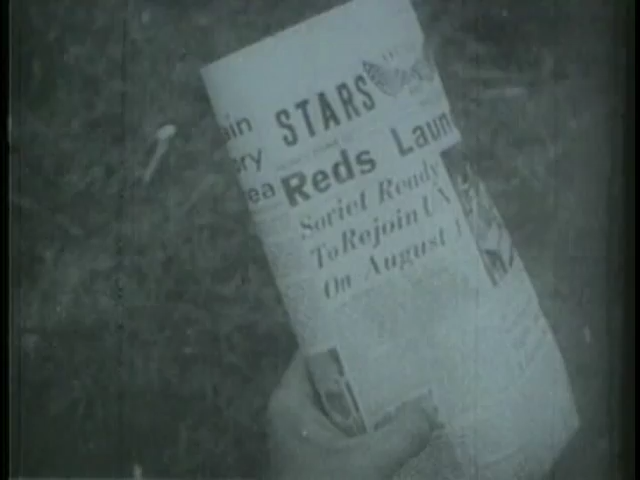 STARS
ain
ry
ea
Reds Laun
Soviet Ready
To Rejoin UN
On August 1